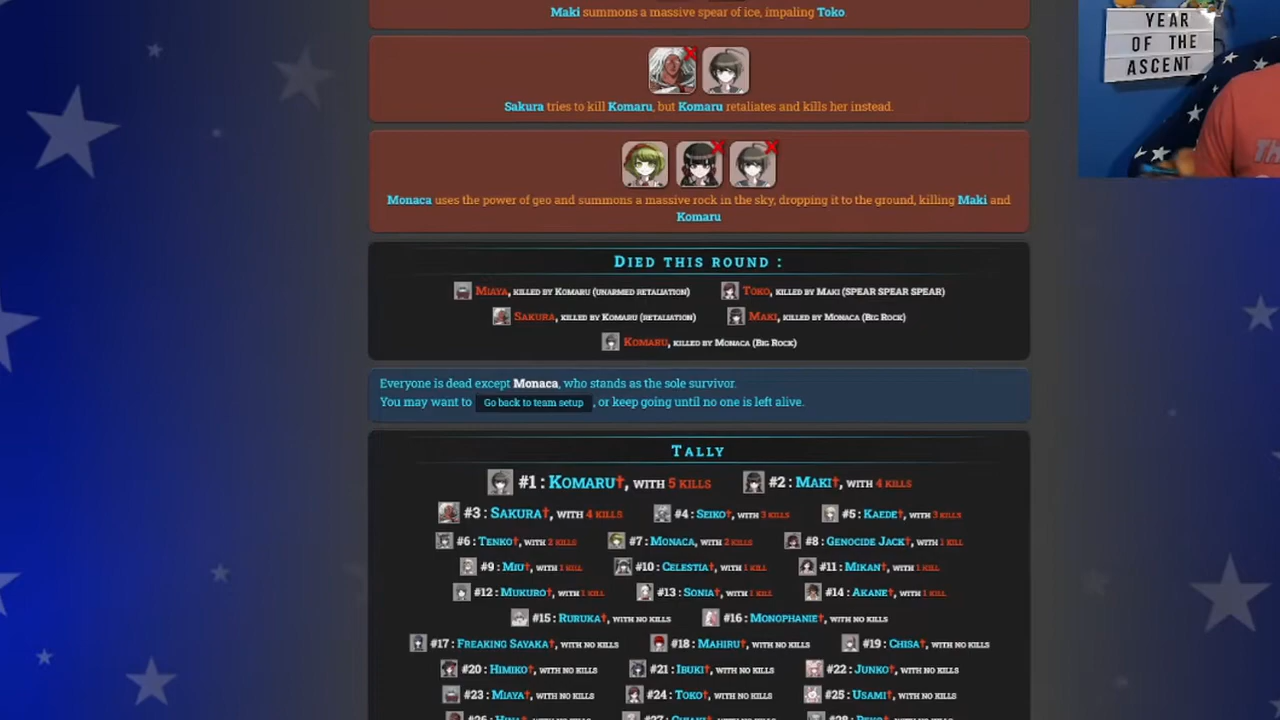 Maki summons a massive spear of ice, impaling Toko.
YEAR
OF THE
ASCENT
Sakura tries to kill Komaru, but Komaru retaliates and kills her instead.
Monaca uses the power of geo and summons a massive rock in the sky, dropping it to the ground, killing Maki and
Komaru
DIED THIS ROUND :
MIAYA, KILLED BY KOMARU (UNARMED RETALIATION) TOKO, KILLED BY MAKI (SPEAR SPEAR SPEAR)
SAKURA, KILLED BY KOMARU (RETALIATION) MAKI, KILLED BY MONACA (BIG ROCK)
KOMARU, KILLED BY MONACA (BIG ROCK)
Everyone is dead except Monaca, who stands as the sole survivor.
You may want to Go back to team setup , or keep going until no one is left alive.
TALLY
#1 : KOMARU†, WITH 5 KILLS #2 : MAKI†, WITH 4 KILLS
#3 : SAKURA†, WITH 4 KILLS #4 : SEIKO†, WITH 3 KILLS #5 : KAEDE†, WITH 3 KILLS
#6 : TENKO†, WITH 2 KILLS #7 : MONACA, WITH 2 KILLS #8 : GENOCIDE JACK†, WITH 1 KILL
#9 : MIU†, WITH 1 KILL #10 : CELESTIA†, WITH 1 KILL #11 : MIKAN†, WITH 1 KILL
#12 : MUKURO†, WITH 1 KILL #13 : SONIA†, WITH 1 KILL #14 : AKANE†, WITH 1 KILL
#15 : RURUKA†, WITH NO KILLS #16 : MONOPHANIE†, WITH NO KILLS
#17 : FREAKING SAYAKA†, WITH NO KILLS #18 : MAHIRU†, WITH NO KILLS #19 : CHISA†, WITH NO KILLS
#20 : HIMIKO†, WITH NO KILLS #21 : IBUKI†, WITH NO KILLS #22 : JUNKO†, WITH NO KILLS
#23 : MIAYA†, WITH NO KILLS #24 : TOKO†, WITH NO KILLS #25 : USAMI†, WITH NO KILLS